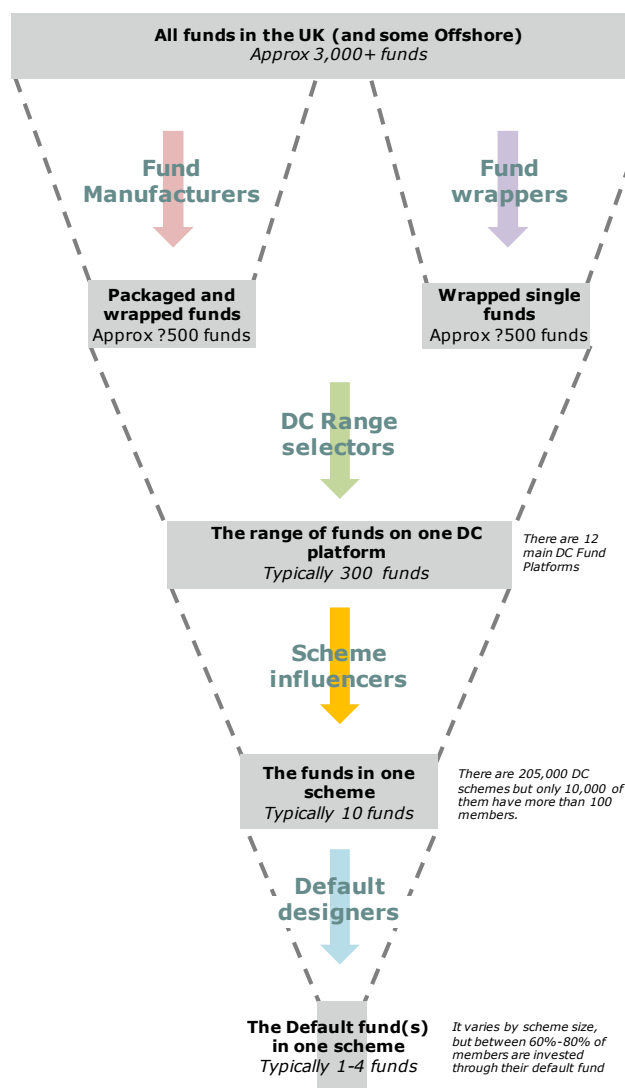 All funds in the UK (and some Offshore)
Approx 3,000+ funds
Fund
Manufacturers
Fund
wrappers
Packaged and
wrapped funds
Approx ?500 funds
Wrapped single
funds
Approx ?500 funds
DC Range
selectors
The range of funds on one DC
platform
Typically 300 funds
There are 12
main DC Fund
Platforms
Scheme
influencers
The funds in one
scheme
Typically 10 funds
There are 205,000 DC
schemes but only 10,000 of
them have more than 100
members.
Default
designers
The Default fund(s)
in one scheme
Typically 1-4 funds
It varies by scheme size,
but between 60%-80% of
members are invested
through their default fund